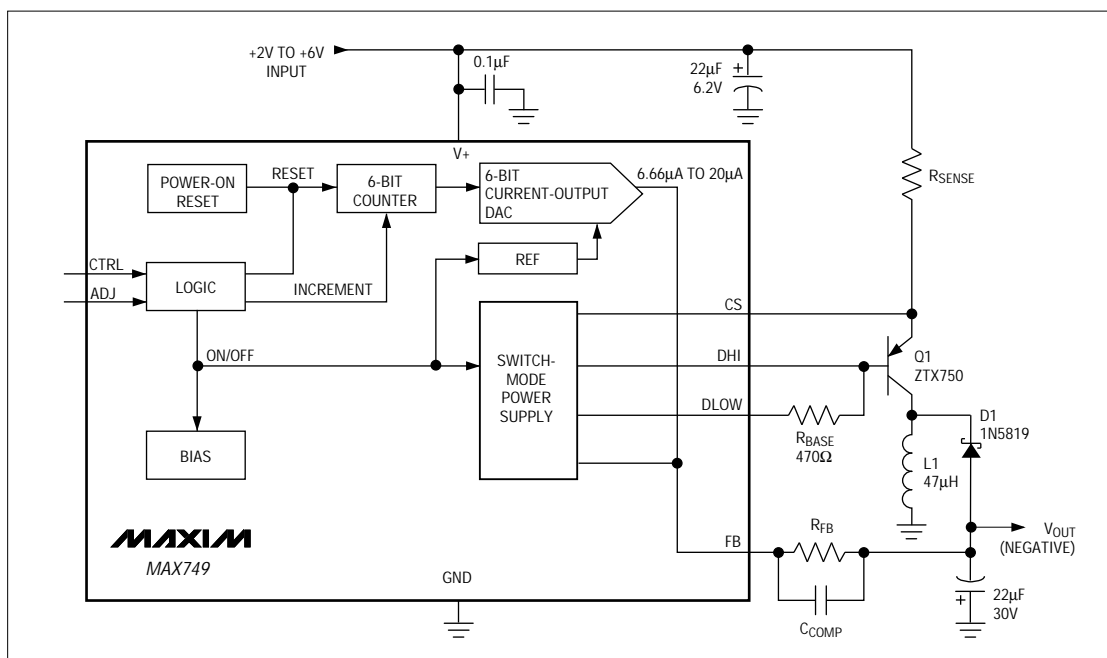 +2V TO +6V
INPUT
0.1µF
22µF
6.2V
+
V+
RSENSE
POWER-ON
RESET
RESET
6-BIT
COUNTER
6-BIT
CURRENT-OUTPUT
DAC
6.66µA TO 20µA
REF
CTRL
ADJ
LOGIC
INCREMENT
ON/OFF
BIAS
SWITCH-
MODE
POWER
SUPPLY
CS
DHI
DLOW
FB
RBASE
470Ω
Q1
ZTX750
D1
1N5819
L1
47µH
RFB
CCOMP
VOUT
(NEGATIVE)
22µF
30V
+
MAXIM
MAX749
GND